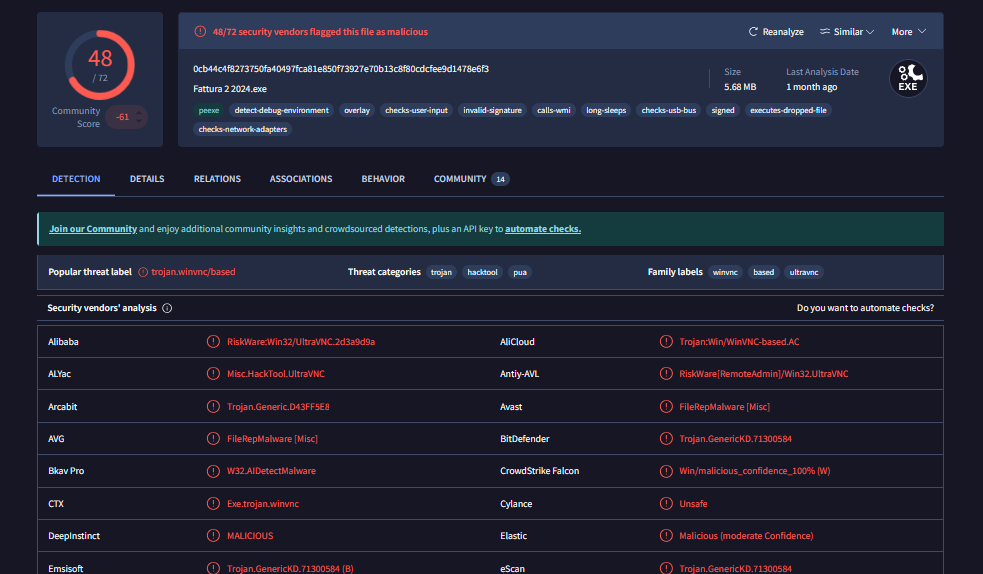 48
/ 72
Community
Score
-61
48/72 security vendors flagged this file as malicious
Reanalyze
Similar
More
0cb44c4f8273750fa40497fca81e850f73927e70b13c8f80cdcfee9d1478e6f3
Fattura 2 2024.exe
Size
5.68 MB
Last Analysis Date
1 month ago
EXE
peexe
detect-debug-environment
overlay
checks-user-input
invalid-signature
calls-wmi
long-sleeps
checks-usb-bus
signed
executes-dropped-file
checks-network-adapters
DETECTION
DETAILS
RELATIONS
ASSOCIATIONS
BEHAVIOR
COMMUNITY 14
Join our Community and enjoy additional community insights and crowdsourced detections, plus an API key to automate checks.
Popular threat label trojan.winvnc/based
Threat categories trojan hacktool pua
Family labels winvnc based ultravnc
Security vendors' analysis
Do you want to automate checks?
Alibaba RiskWare:Win32/UltraVNC.2d3a9d9a
AliCloud Trojan:Win/WinVNC-based.AC
ALYac Misc.HackTool.UltraVNC
Antiy-AVL RiskWare[RemoteAdmin]/Win32.UltraVNC
Arcabit Trojan.Generic.D43FF5E8
Avast FileRepMalware [Misc]
AVG FileRepMalware [Misc]
BitDefender Trojan.GenericKD.71300584
Bkav Pro W32.AIDetectMalware
CrowdStrike Falcon Win/malicious_confidence_100% (W)
CTX Exe.trojan.winvnc
Cylance Unsafe
DeepInstinct MALICIOUS
Elastic Malicious (moderate Confidence)
Emsisoft Trojan.GenericKD.71300584 (B)
eScan Trojan.GenericKD.71300584